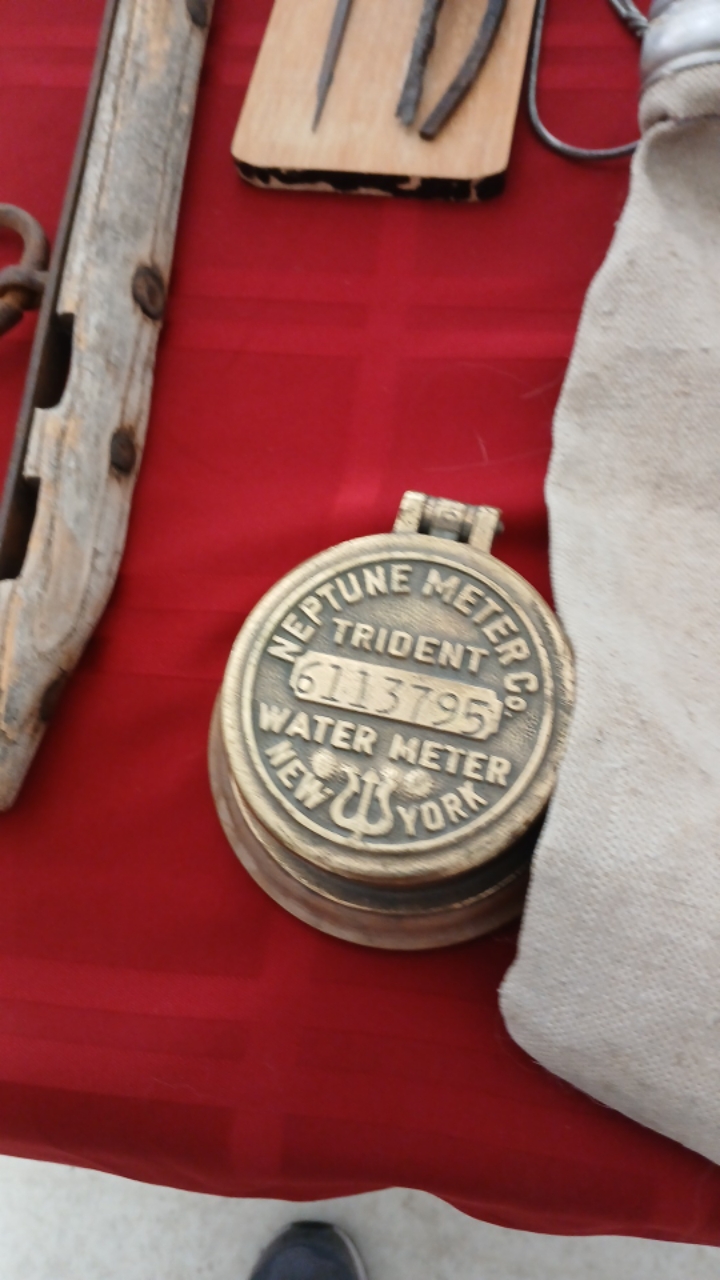 NEPTUNE METER Co.
TRIDENT
6113795
WATER METER
NEW YORK